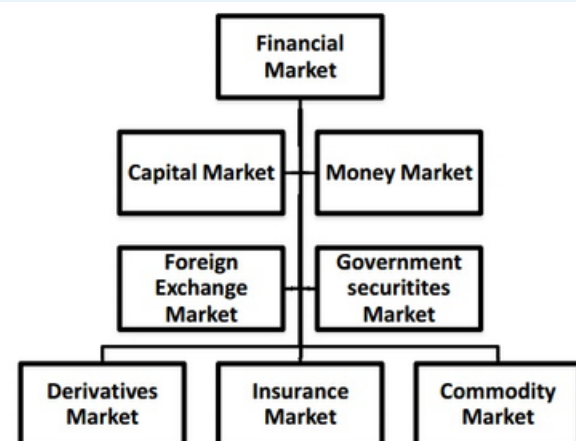 Financial
Market
Capital Market
Money Market
Foreign
Exchange
Market
Government
securitites
Market
Derivatives
Market
Insurance
Market
Commodity
Market